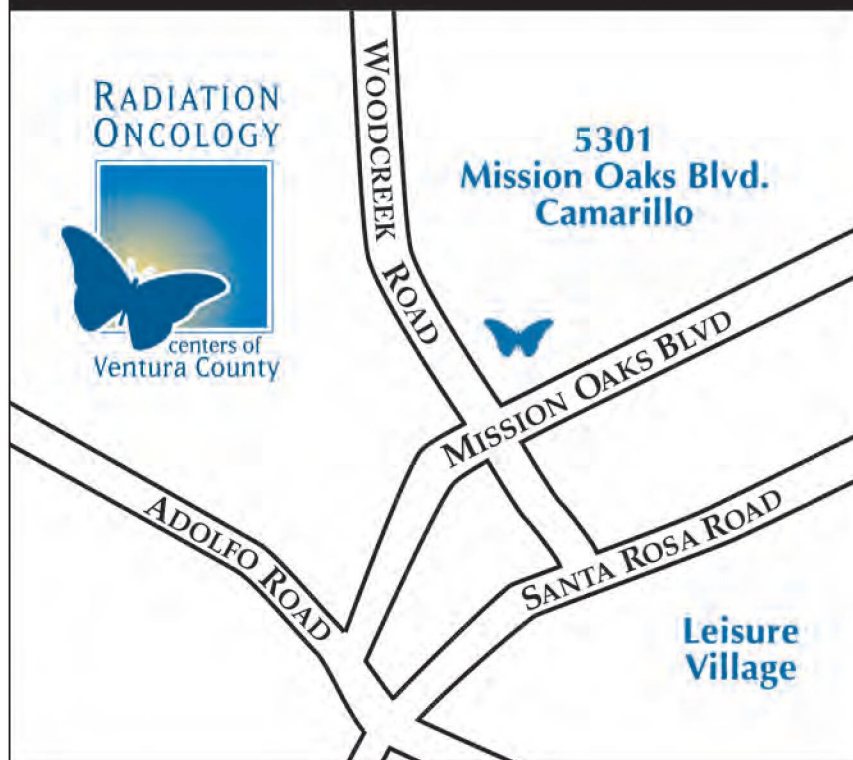 RADIATION
ONCOLOGY
centers of
Ventura County
WOODCREEK ROAD
5301
Mission Oaks Blvd.
Camarillo
MISSION OAKS BLVD
ADOLFO ROAD
SANTA ROSA ROAD
Leisure
Village